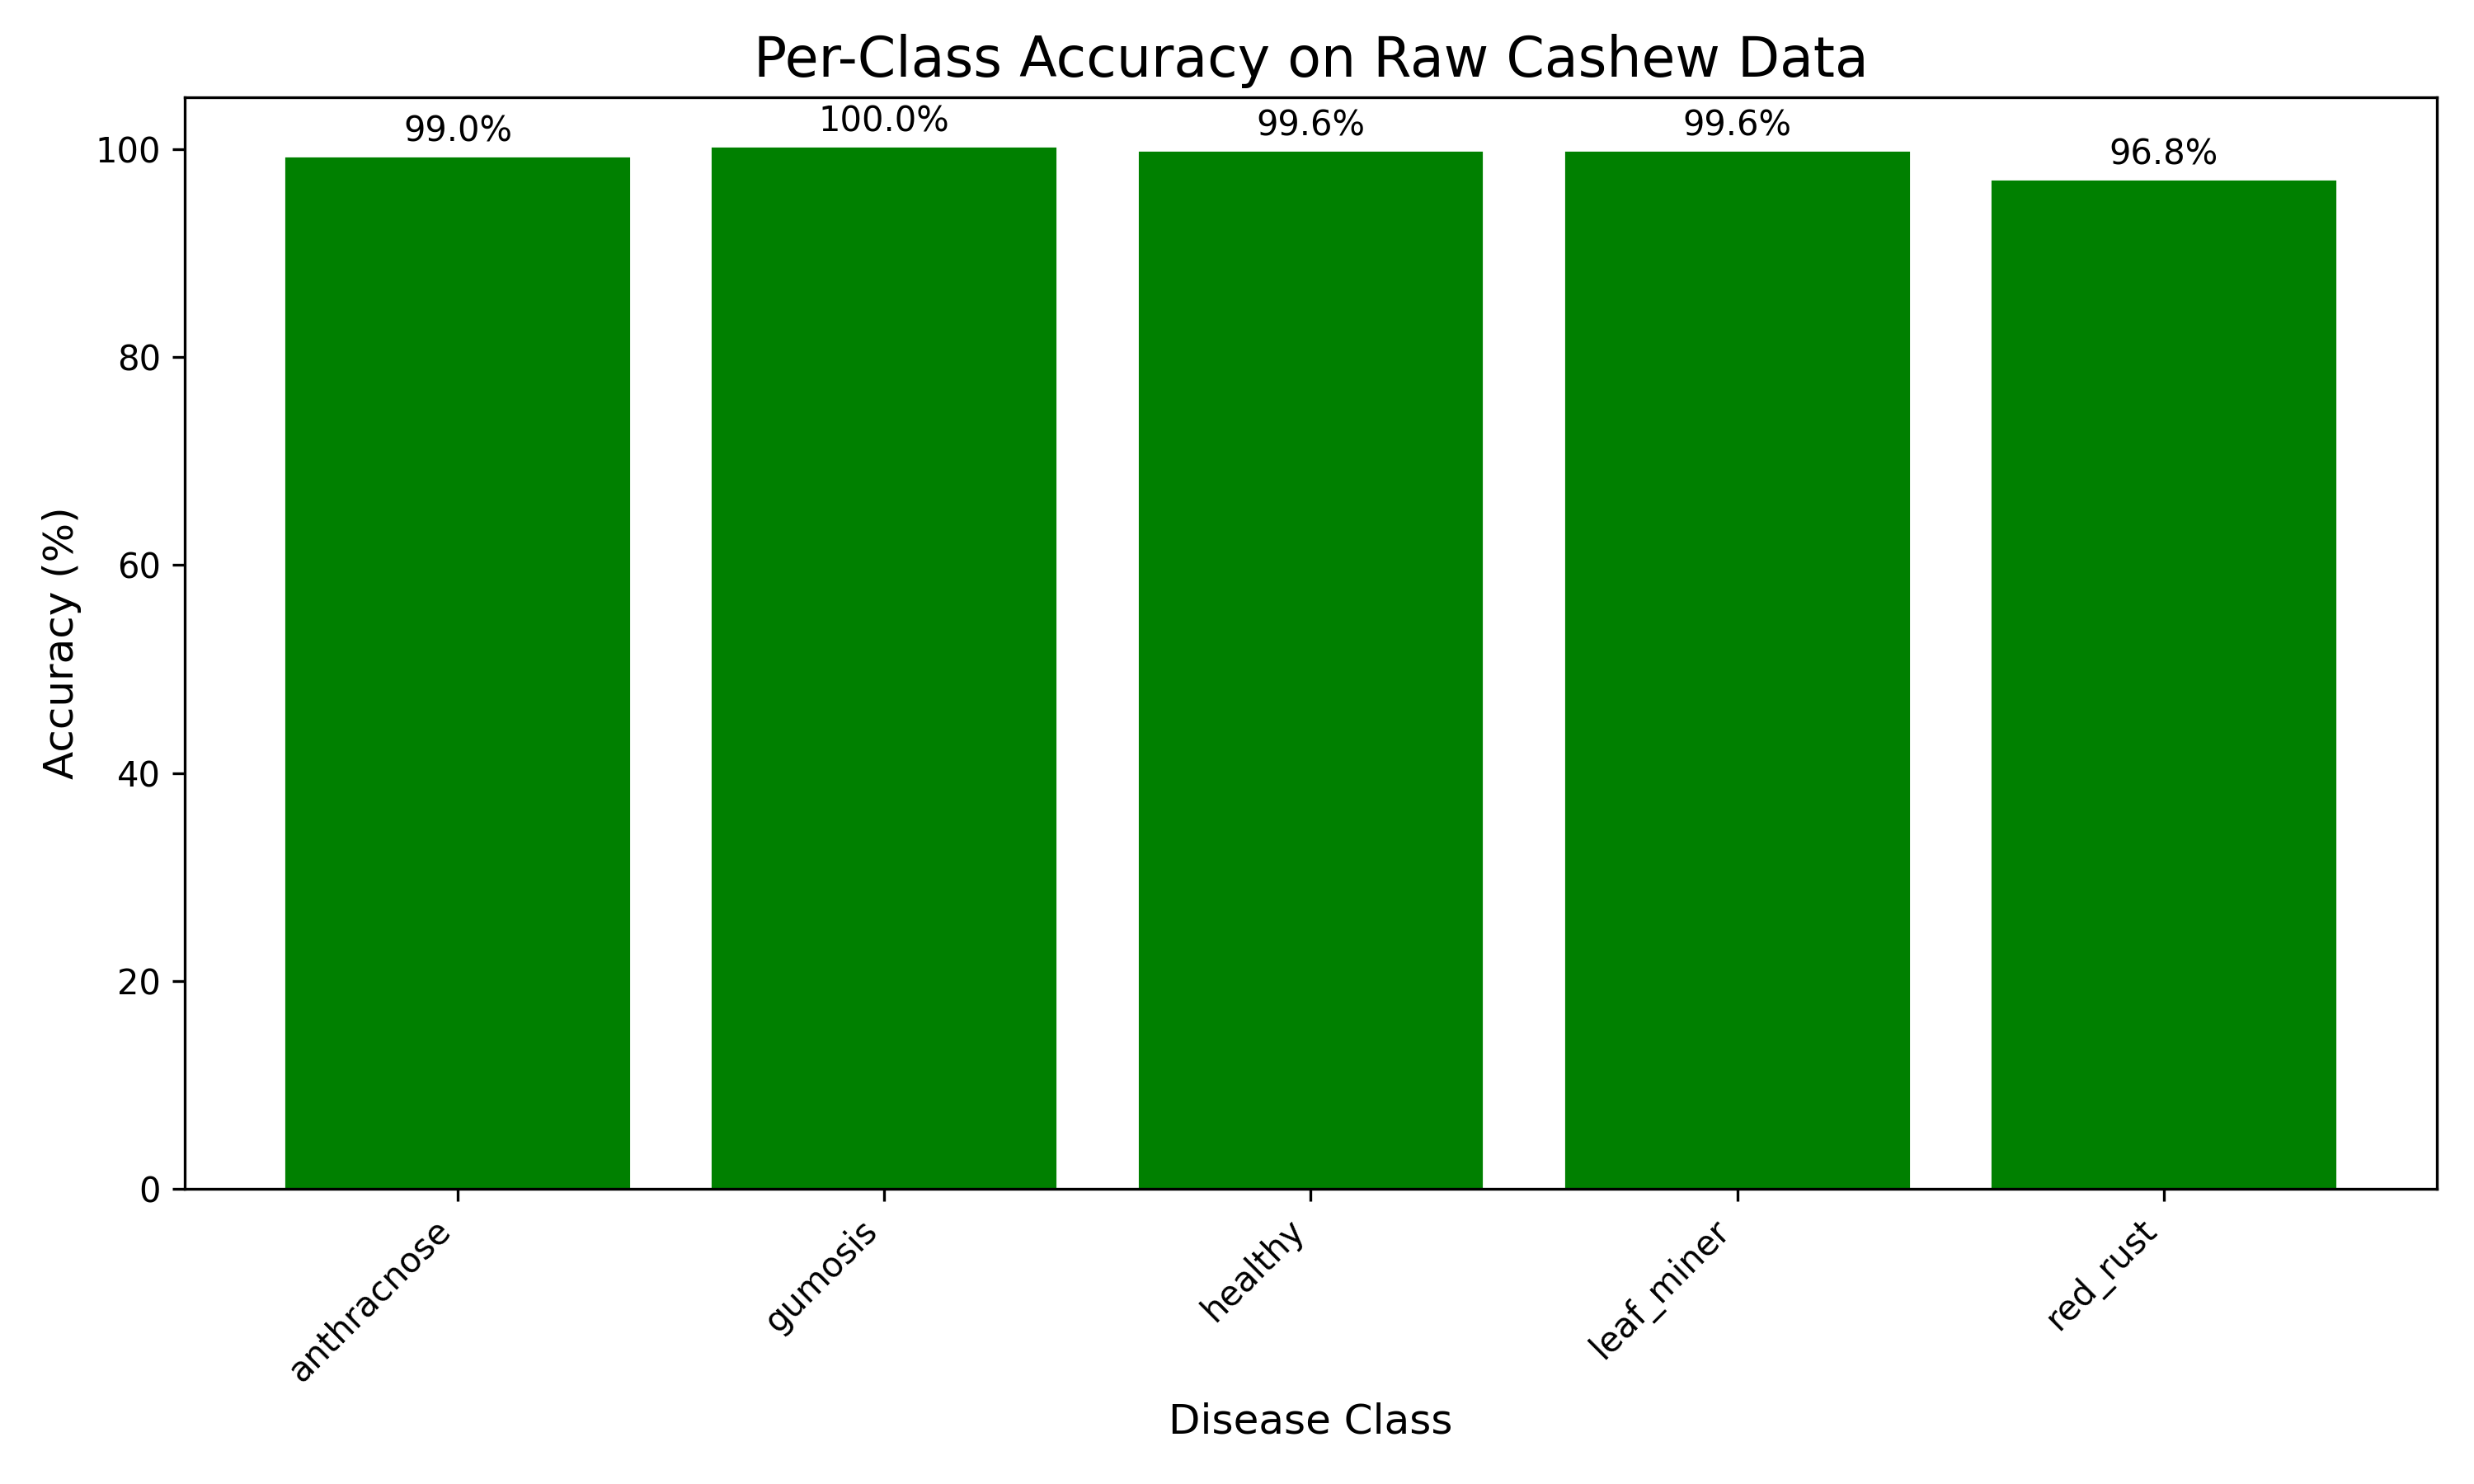 Per-Class Accuracy on Raw Cashew Data
99.0%
100.0%
99.6%
99.6%
96.8%
100
80
60
40
20
0
Accuracy (%)
anthracnose
gumosis
healthy
leaf_miner
red_rust
Disease Class